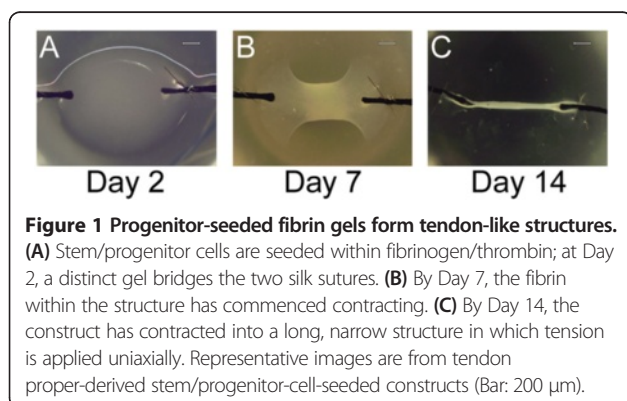 A
B
C
Day 2
Day 7
Day 14
Figure 1 Progenitor-seeded fibrin gels form tendon-like structures.
(A) Stem/progenitor cells are seeded within fibrinogen/thrombin; at Day
2, a distinct gel bridges the two silk sutures. (B) By Day 7, the fibrin
within the structure has commenced contracting. (C) By Day 14, the
construct has contracted into a long, narrow structure in which tension
is applied uniaxially. Representative images are from tendon
proper-derived stem/progenitor-cell-seeded constructs (Bar: 200 μm).